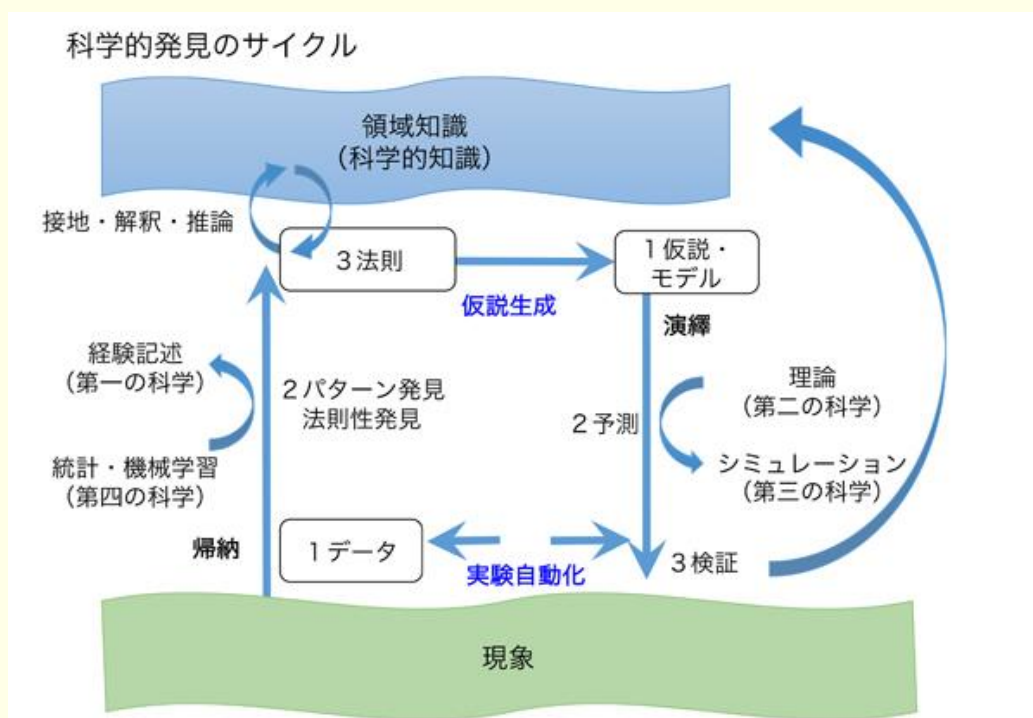 科学的発見のサイクル
領域知識
（科学的知識）
接地・解釈・推論
３法則
１仮説・
モデル
仮説生成
演繹
経験記述
（第一の科学）
２パターン発見
法則性発見
理論
（第二の科学）
２予測
統計・機械学習
（第四の科学）
シミュレーション
（第三の科学）
帰納
１データ
実験自動化
３検証
現象